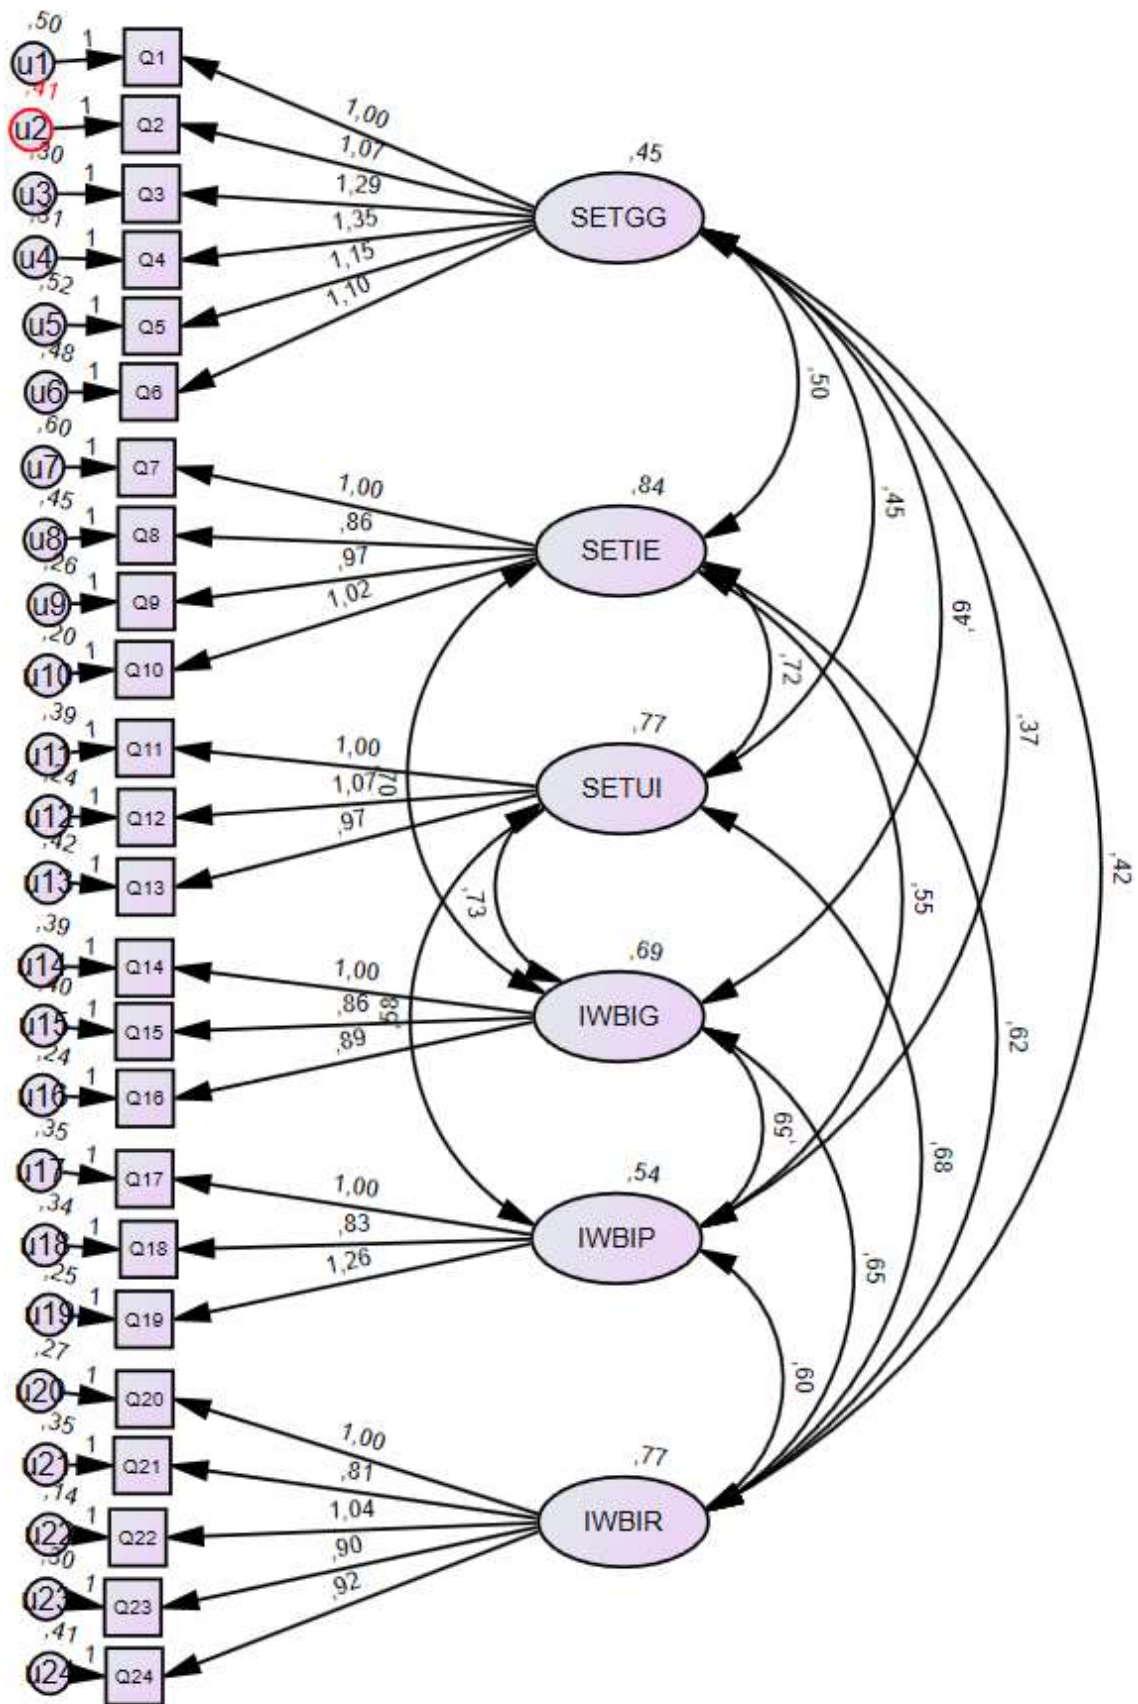 ,50
u1 1 Q1
,41
u2 1 Q2
,30
u3 1 Q3
,31
u4 1 Q4
,52
u5 1 Q5
,48
u6 1 Q6
,60
u7 1 Q7
,45
u8 1 Q8
,26
u9 1 Q9
,20
u10 1 Q10
,39
u11 1 Q11
,24
u12 1 Q12
,42
u13 1 Q13
,39
u14 1 Q14
,40
u15 1 Q15
,24
u16 1 Q16
,35
u17 1 Q17
,34
u18 1 Q18
,25
u19 1 Q19
,27
u20 1 Q20
,35
u21 1 Q21
,14
u22 1 Q22
,30
u23 1 Q23
,41
u24 1 Q24
1,00
1,07
1,29
1,35
1,15
1,10
,45
SETGG
1,00
,86
,97
1,02
,84
SETIE
1,00
1,07
,97
,77
SETUI
1,00
,86
,89
,69
IWBIG
1,00
,83
1,26
,54
IWBIP
1,00
,81
1,04
,90
,92
,77
IWBIR
,50
,45
,49
,37
,42
,72
,70
,55
,62
,73
,58
,68
,59
,65
,60